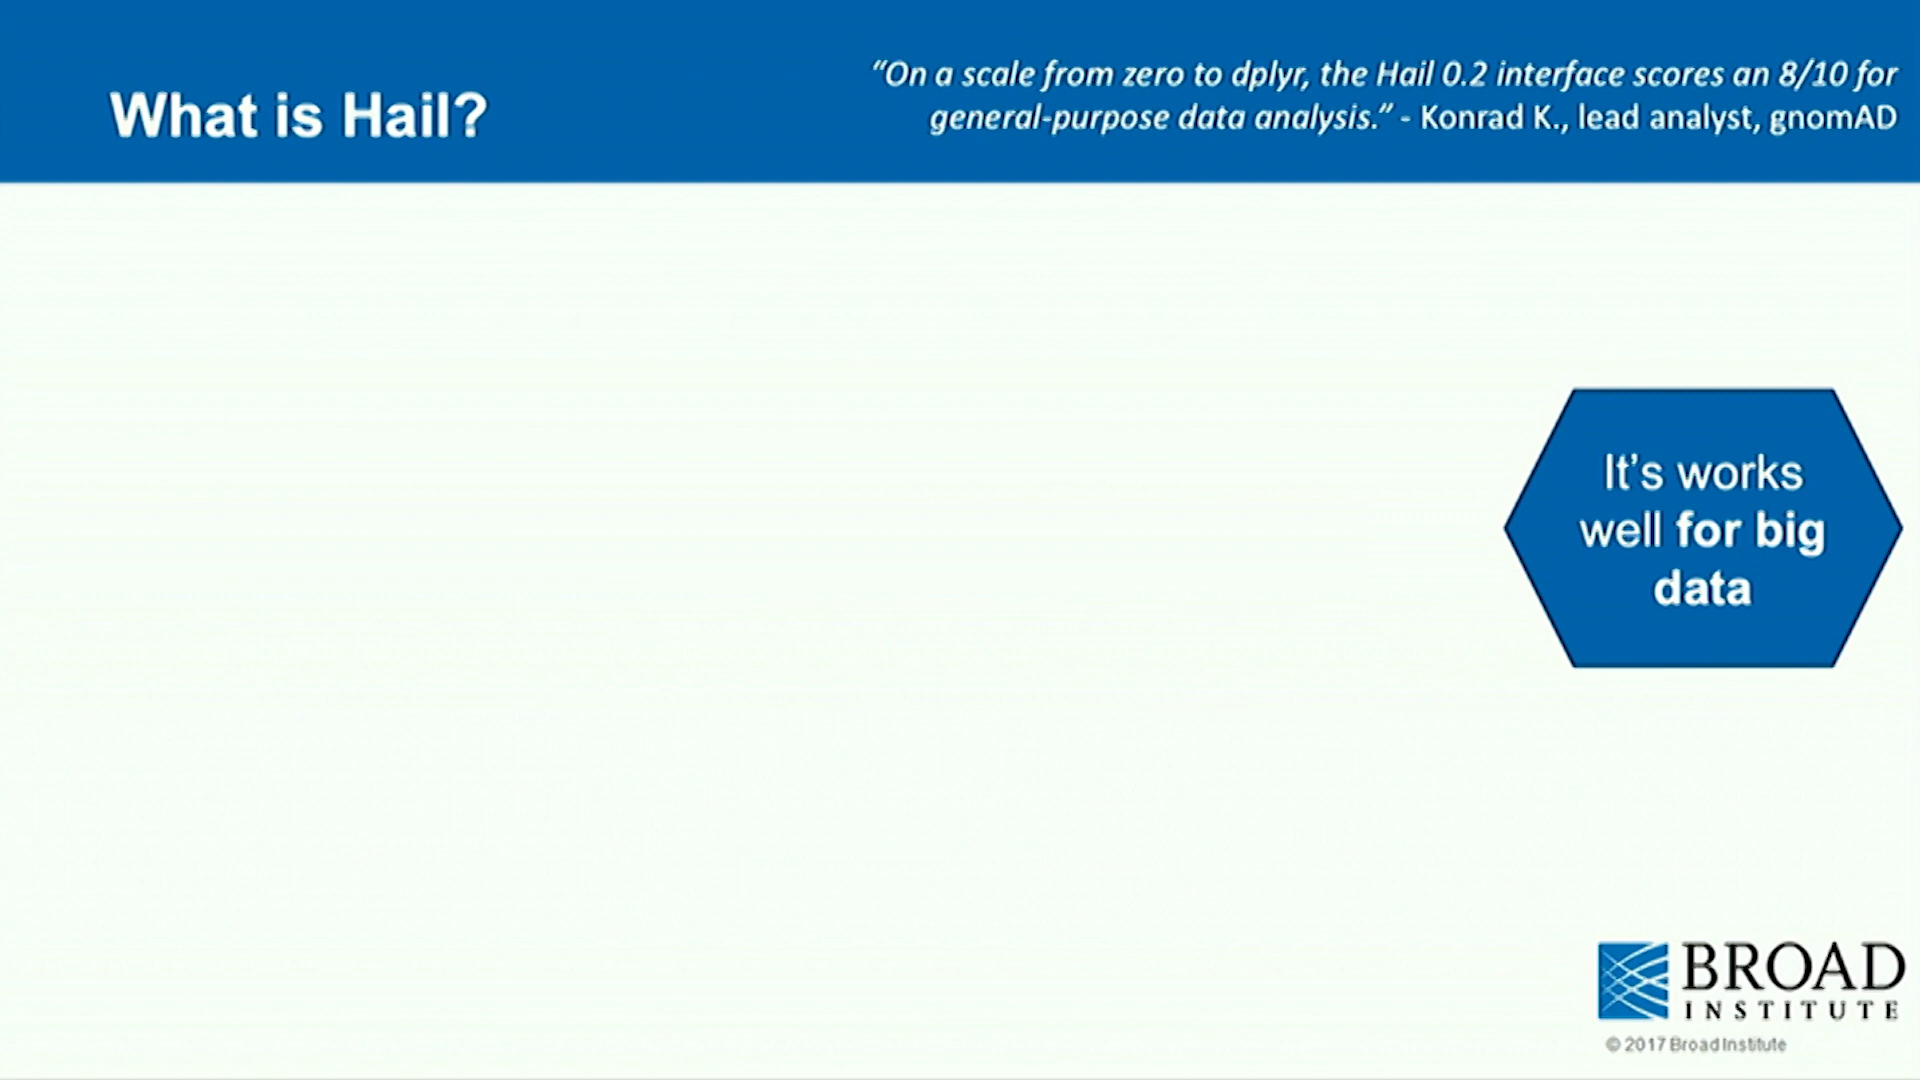 What is Hail?
“On a scale from zero to dplyr, the Hail 0.2 interface scores an 8/10 for
general-purpose data analysis.” - Konrad K., lead analyst, gnomAD
It’s works
well for big
data
BROAD
INSTITUTE
© 2017 Broad Institute